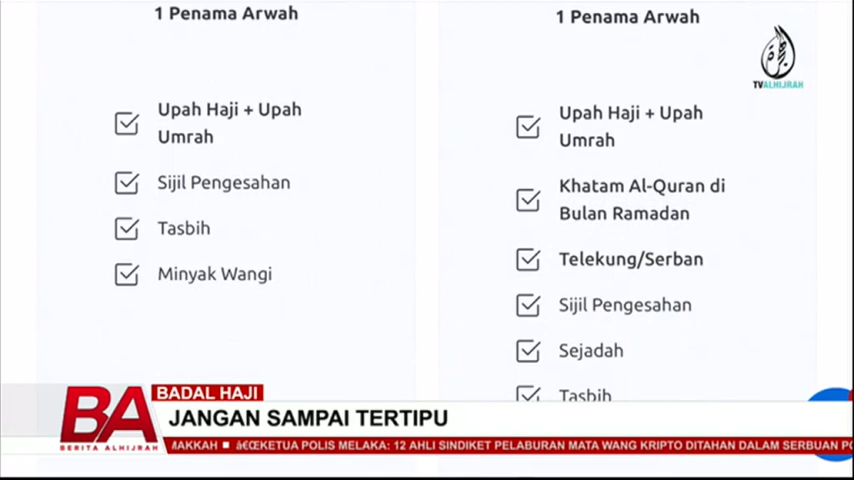 1 Penama Arwah
Upah Haji + Upah
Umrah
Sijil Pengesahan
Tasbih
Minyak Wangi
1 Penama Arwah
Upah Haji + Upah
Umrah
Khatam Al-Quran di
Bulan Ramadan
Telekung/Serban
Sijil Pengesahan
Sejadah
Tasbih
TVALHIJRAH
BA
BERITA ALHIJRAH
BADAL HAJI
JANGAN SAMPAI TERTIPU
MAKKAH ■ â€ŒKETUA POLIS MELAKA: 12 AHLI SINDIKET PELABURAN MATA WANG KRIPTO DITAHAN DALAM SERBUAN